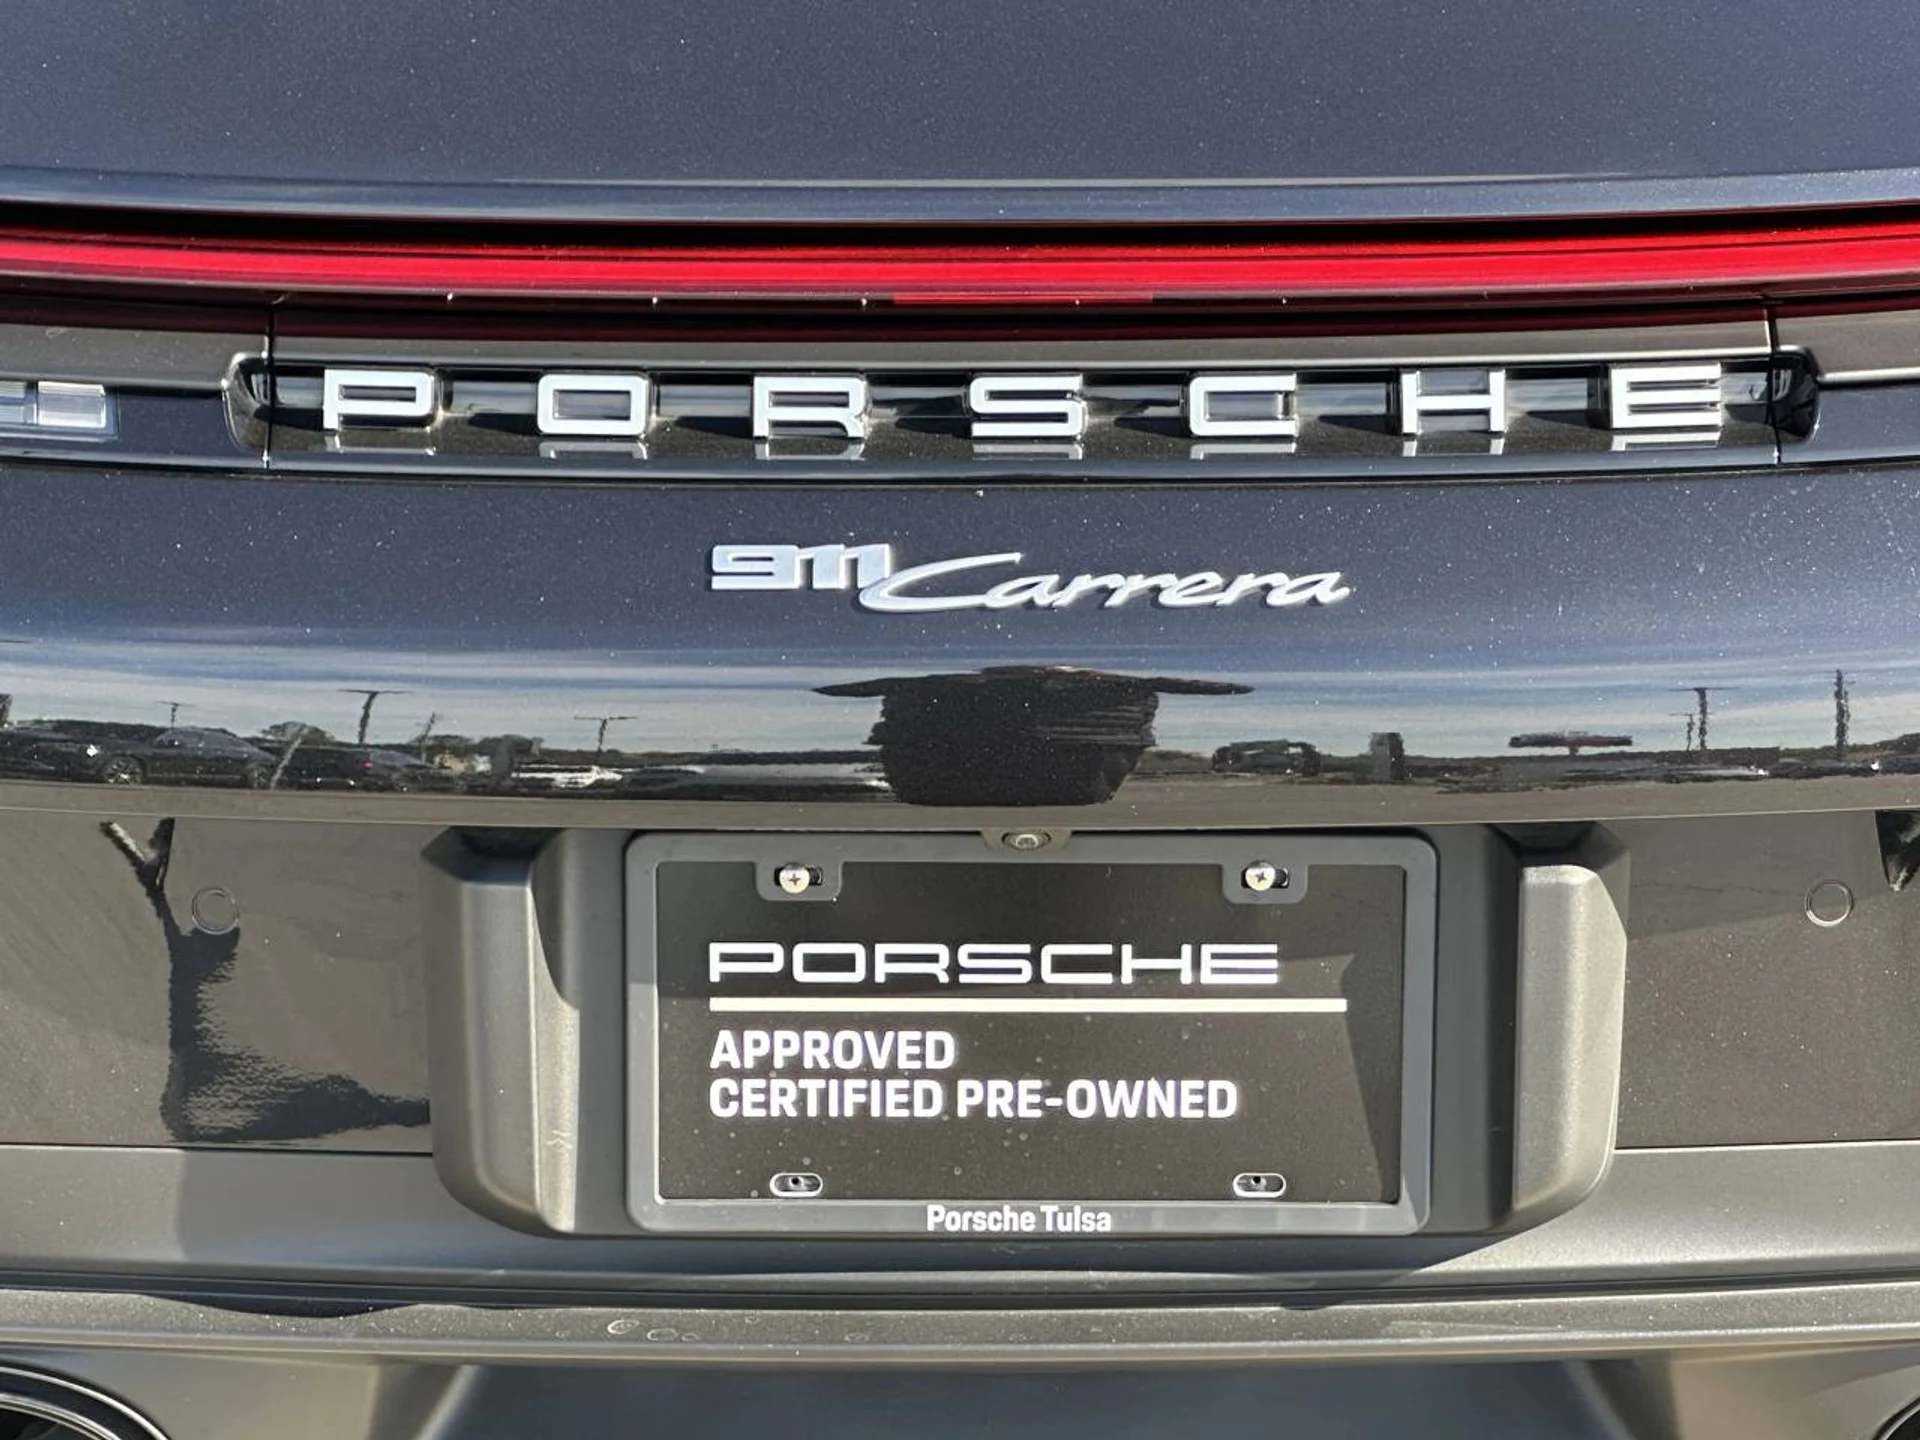 PORSCHE
911 Carrera
PORSCHE
APPROVED
CERTIFIED PRE-OWNED
Porsche Tulsa